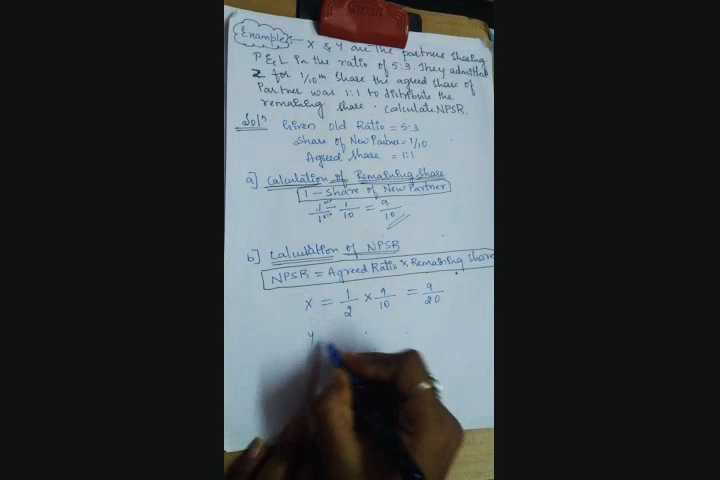 Example:- X & Y are the partners sharing
P & L in the ratio of 5:3. They admitted
Z for 1/10th share the agreed share of
Partner was 1:1 to distribute the
remaining share. Calculate NPSR.
Sol? Given Old Ratio = 5:3
Share of New Partner = 1/10
Agreed Share = 1:1
a] Calculation of Remaining Share
1 - Share of New Partner
1/1 - 1/10 = 9/10
b] Calculation of NPSR
NPSR = Agreed Ratio × Remaining Share
X = 1/2 × 9/10 = 9/20
Y